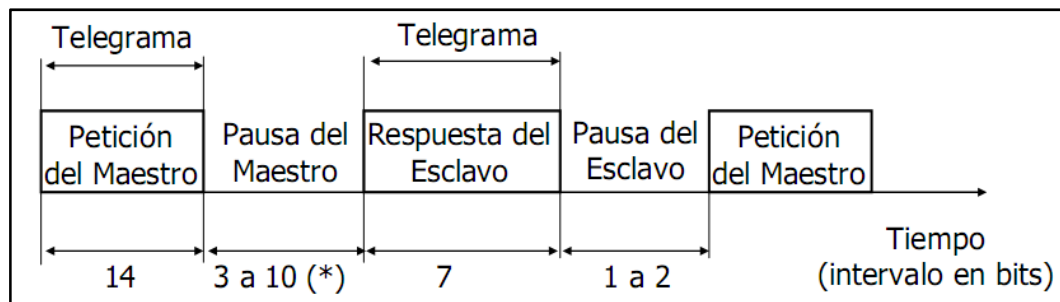 Telegrama
Telegrama
Petición
del Maestro
Pausa del
Maestro
Respuesta del
Esclavo
Pausa del
Esclavo
Petición
del Maestro
14
3 a 10 (*)
7
1 a 2
Tiempo
(intervalo en bits)